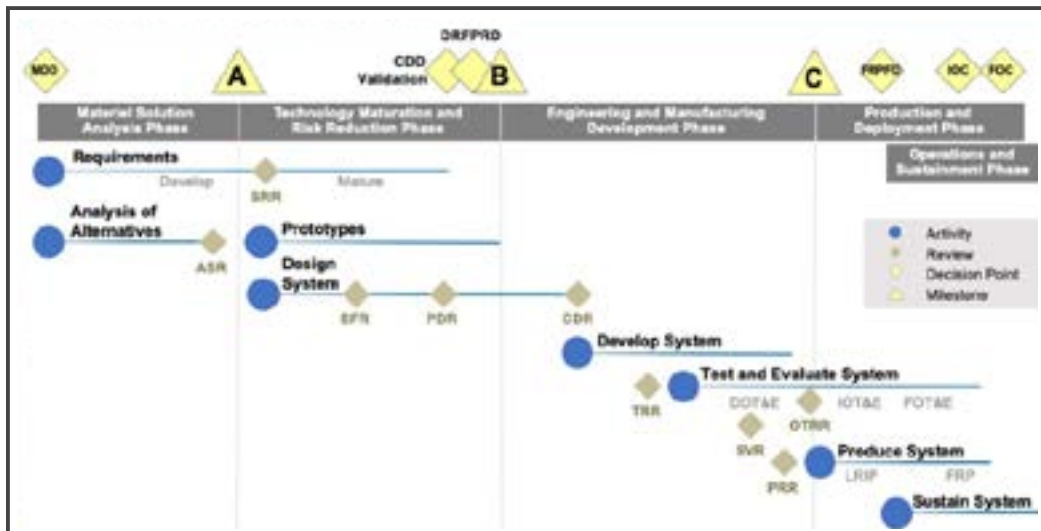 DRFPRD
CDD
Validation
MDD
A
B
C
FRPFD
IOC
FOC
Materiel Solution
Analysis Phase
Technology Maturation and
Risk Reduction Phase
Engineering and Manufacturing
Development Phase
Production and
Deployment Phase
Operations and
Sustainment Phase
Requirements
Develop
Mature
SRR
Analysis of
Alternatives
ASR
Prototypes
Design
System
PDR
CDR
Activity
Review
Decision Point
Milestone
Develop System
Test and Evaluate System
TRR
IOT&E
FOT&E
OTRR
SVR
Produce System
PRR
LRIP
FRP
Sustain System